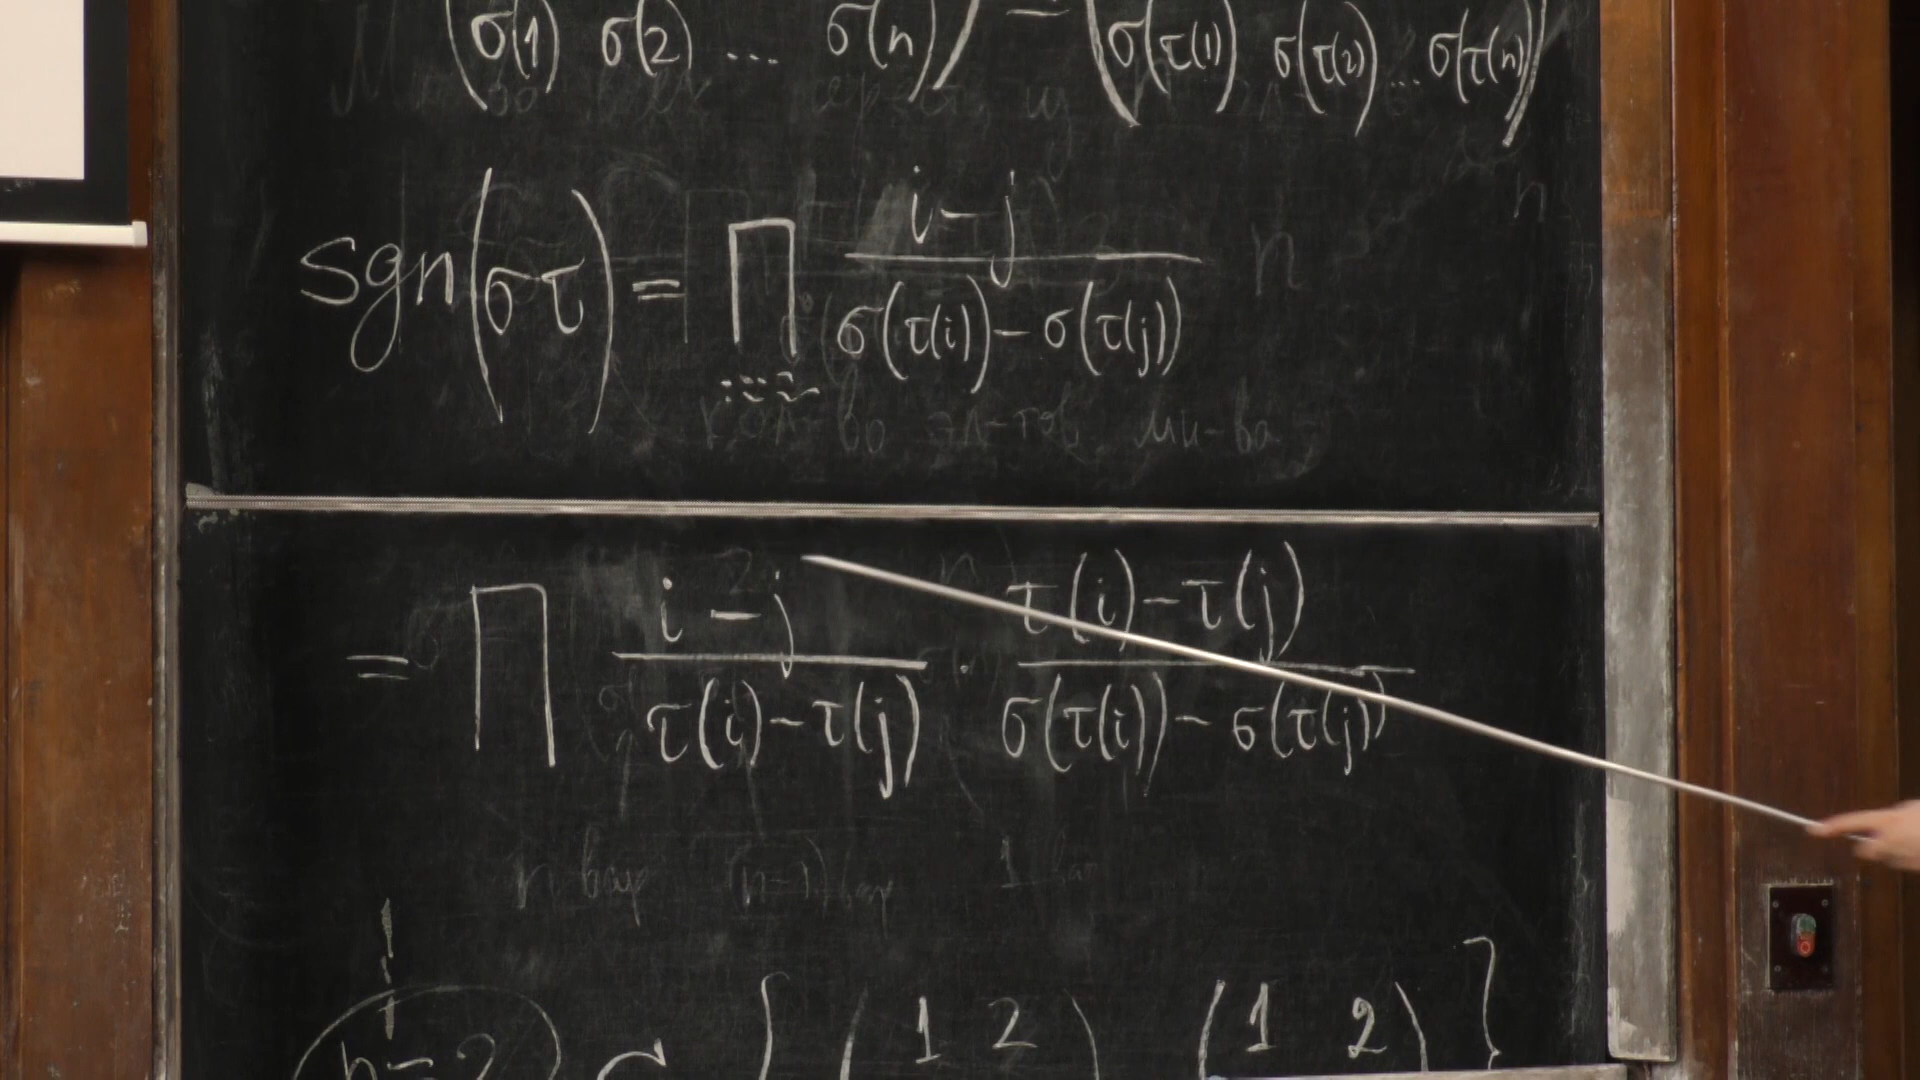 (σ(1) σ(2) ... σ(n)) = (σ(τ(1)) σ(τ(2)) ... σ(τ(n)))
sgn(στ) = ∏ (i-j)/(σ(τ(i)) - σ(τ(j)))
кол-во эл-тов мн-ва
= ∏ (i-j)/(τ(i)-τ(j)) · (τ(i)-τ(j))/(σ(τ(i)) - σ(τ(j)))
n вар (n-1) вар 1 вар
n=2 S { (1 2) (1 2) }